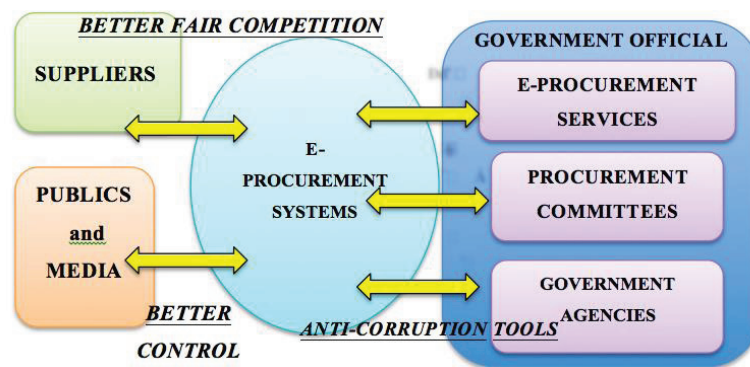 BETTER FAIR COMPETITION
SUPPLIERS
PUBLICS
and
MEDIA
BETTER
CONTROL
E-
PROCUREMENT
SYSTEMS
ANTI-CORRUPTION TOOLS
GOVERNMENT OFFICIAL
E-PROCUREMENT
SERVICES
PROCUREMENT
COMMITTEES
GOVERNMENT
AGENCIES